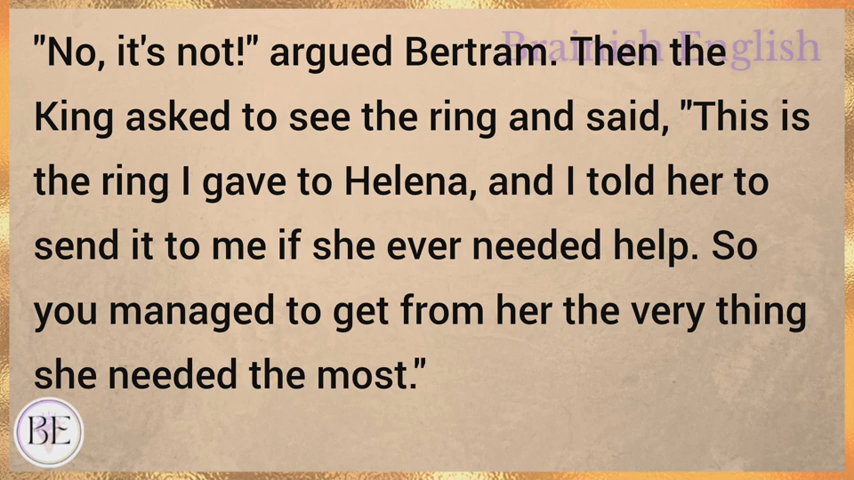 Brainish English
"No, it's not!" argued Bertram. Then the
King asked to see the ring and said, "This is
the ring I gave to Helena, and I told her to
send it to me if she ever needed help. So
you managed to get from her the very thing
she needed the most."
BE